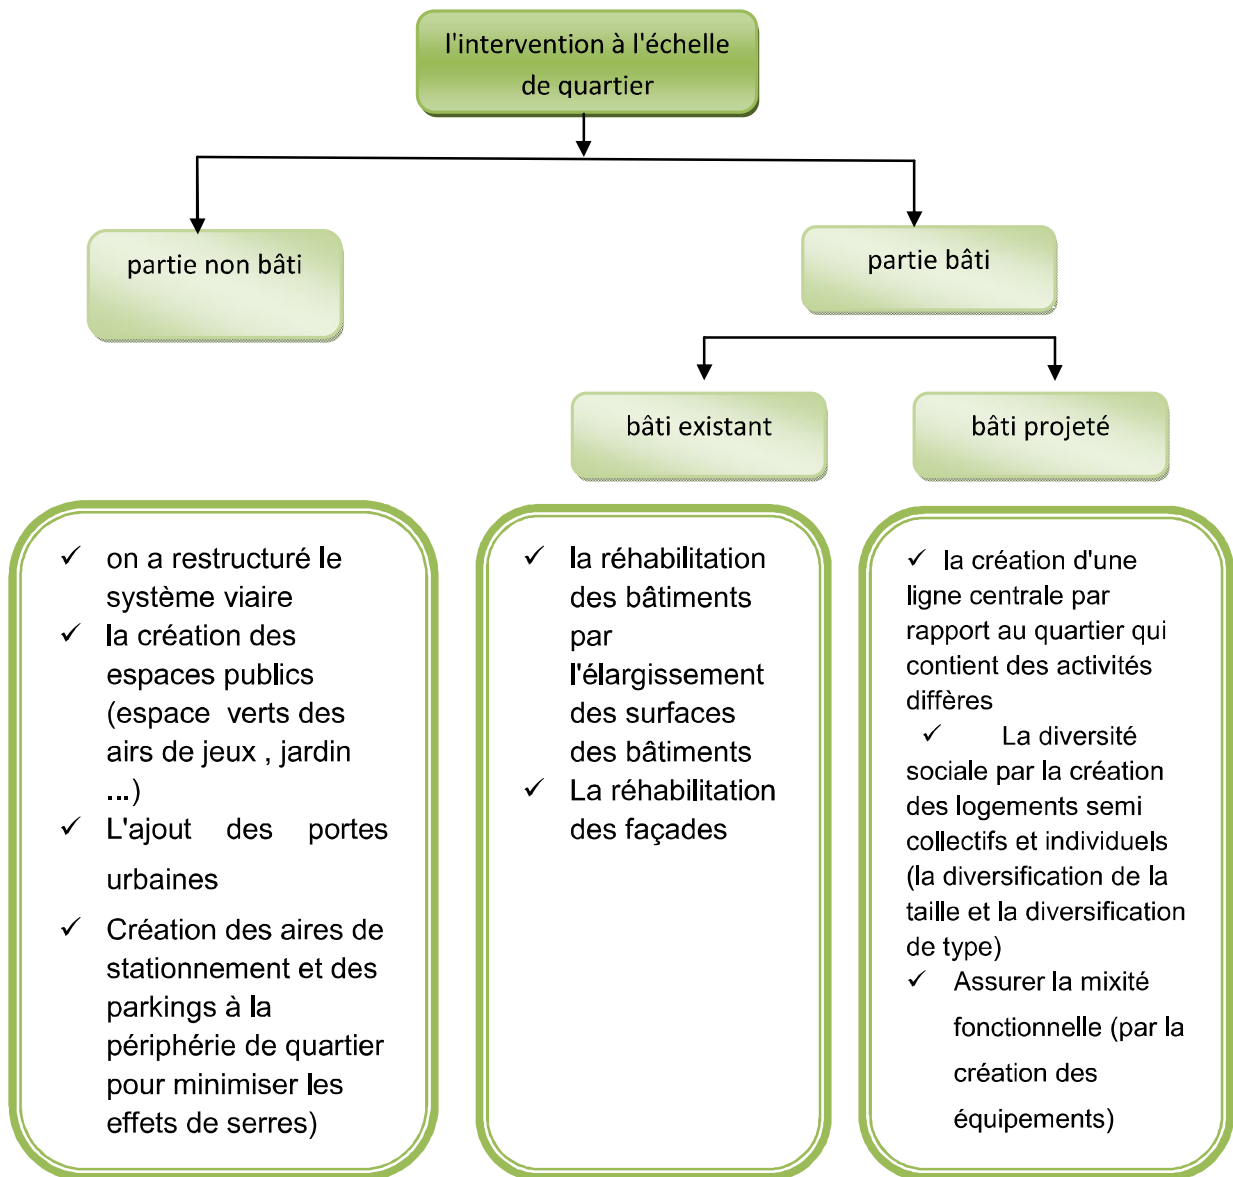 l'intervention à l'échelle
de quartier
partie non bâti
partie bâti
bâti existant
bâti projeté
✓ on a restructuré le
système viaire
✓ la création des
espaces publics
(espace verts des
airs de jeux , jardin
...)
✓ L'ajout des portes
urbaines
✓ Création des aires de
stationnement et des
parkings à la
périphérie de quartier
pour minimiser les
effets de serres)
✓ la réhabilitation
des bâtiments
par
l'élargissement
des surfaces
des bâtiments
✓ La réhabilitation
des façades
✓ la création d'une
ligne centrale par
rapport au quartier qui
contient des activités
diffères
✓ La diversité
sociale par la création
des logements semi
collectifs et individuels
(la diversification de la
taille et la diversification
de type)
✓ Assurer la mixité
fonctionnelle (par la
création des
équipements)